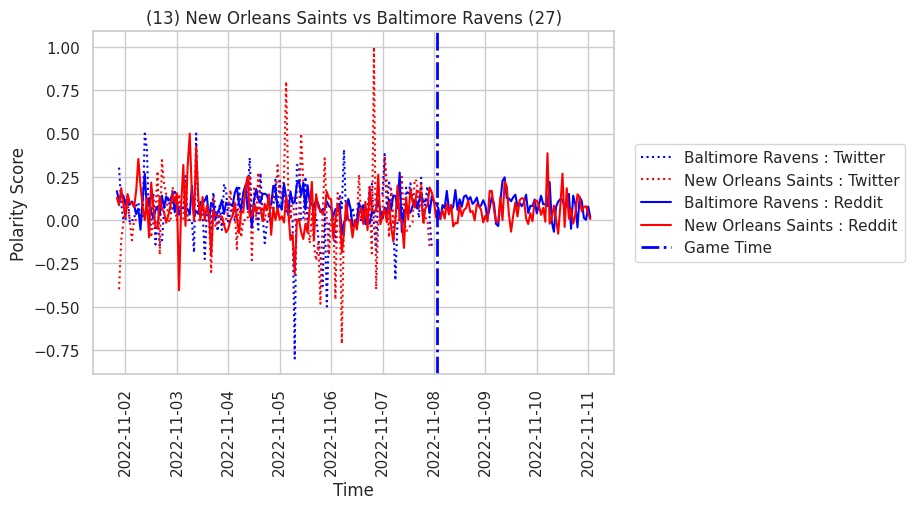 (13) New Orleans Saints vs Baltimore Ravens (27)
1.00
0.75
0.50
0.25
0.00
−0.25
−0.50
−0.75
Polarity Score
2022-11-02
2022-11-03
2022-11-04
2022-11-05
2022-11-06
2022-11-07
2022-11-08
2022-11-09
2022-11-10
2022-11-11
Time
Baltimore Ravens : Twitter
New Orleans Saints : Twitter
Baltimore Ravens : Reddit
New Orleans Saints : Reddit
Game Time